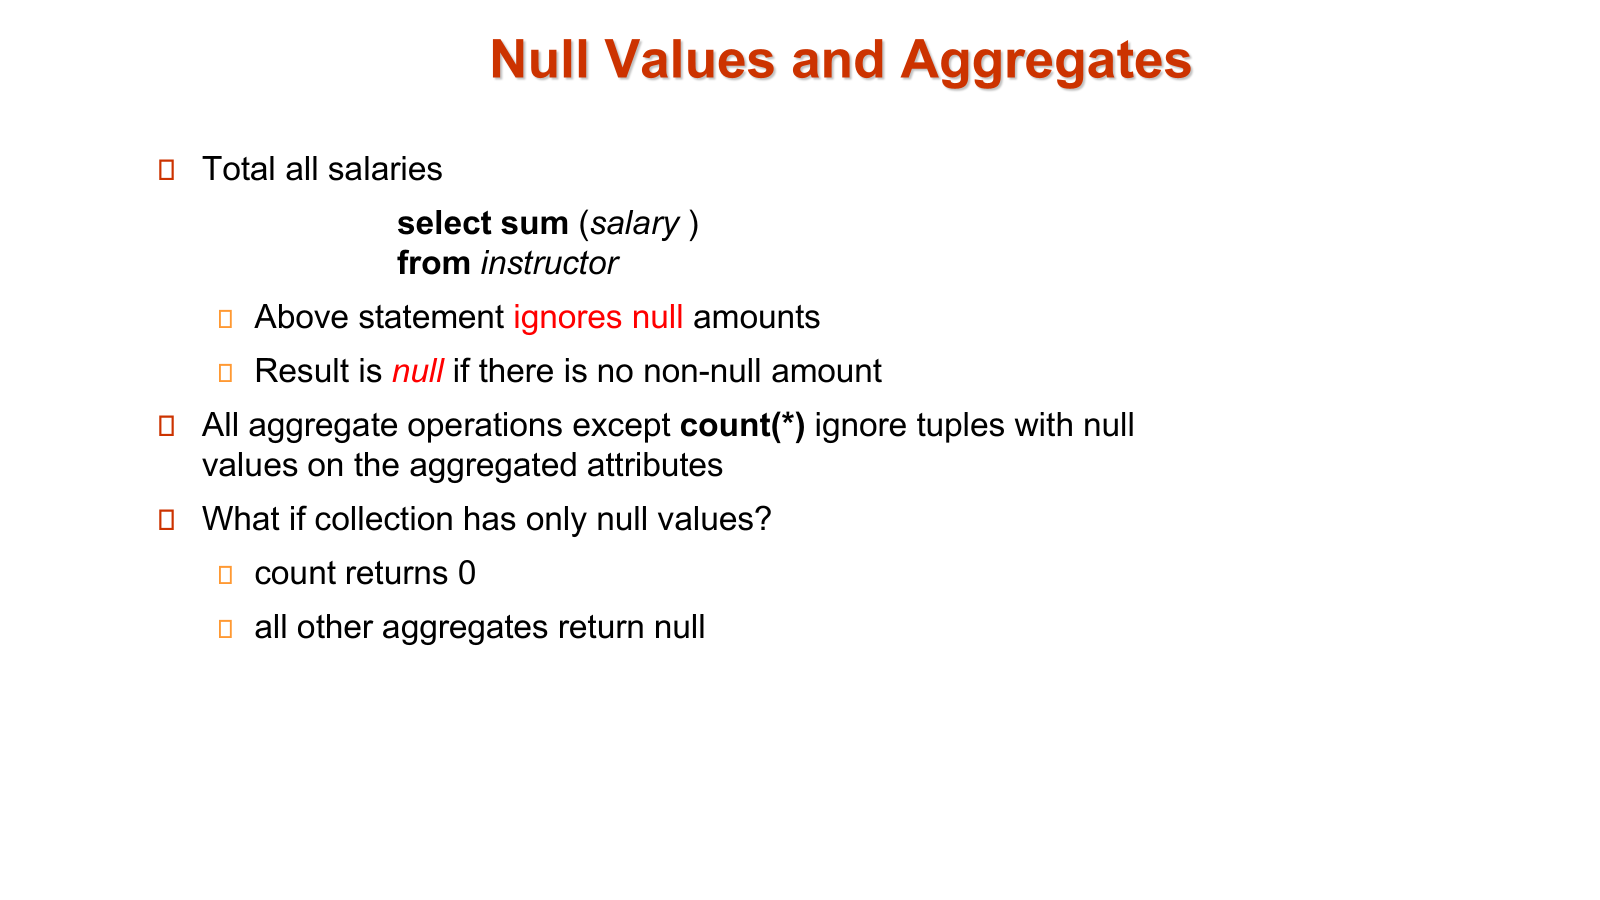 Null Values and Aggregates
Total all salaries
select sum (salary )
from instructor
Above statement ignores null amounts
Result is null if there is no non-null amount
All aggregate operations except count(*) ignore tuples with null
values on the aggregated attributes
What if collection has only null values?
count returns 0
all other aggregates return null